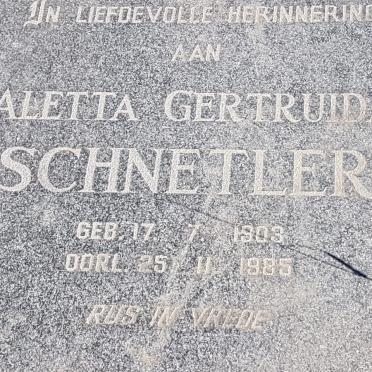 In liefdevolle herinnering
aan
Aletta Gertruida
Schnetler
Geb. 17. 7. 1903
Oorl. 25. 11. 1985
Rus in vrede